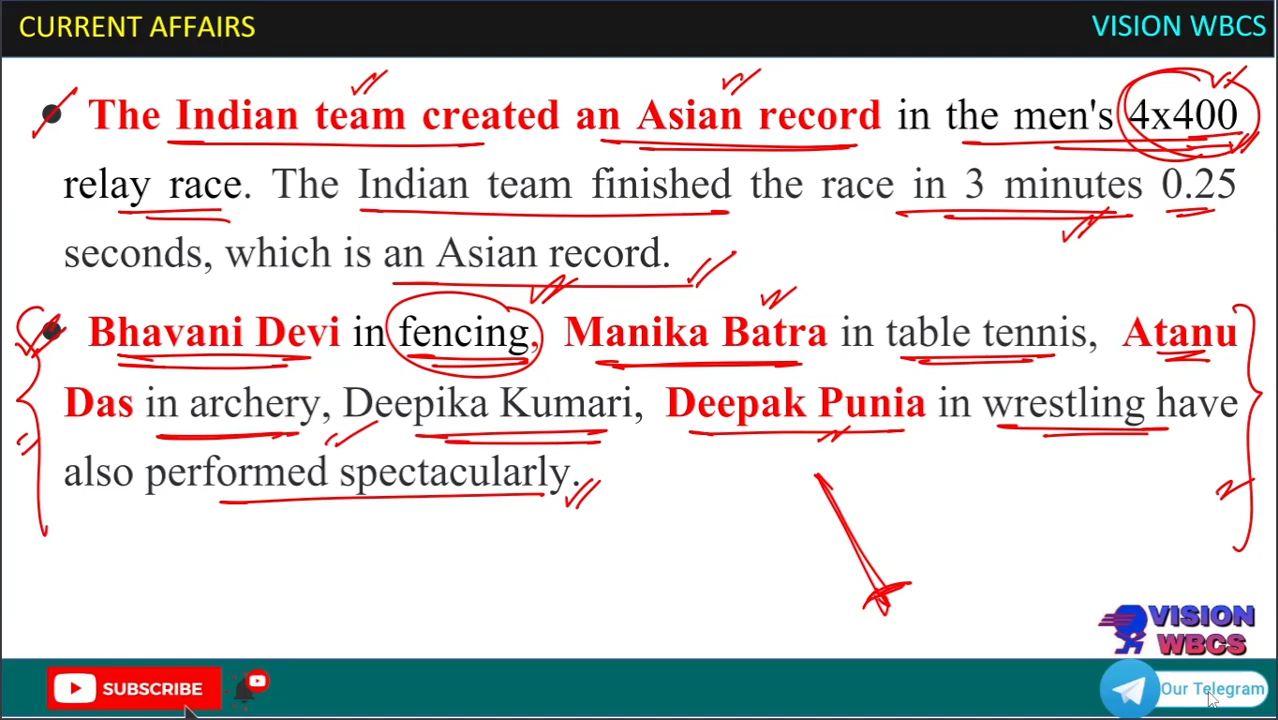 CURRENT AFFAIRS
VISION WBCS
The Indian team created an Asian record in the men's 4x400
relay race. The Indian team finished the race in 3 minutes 0.25
seconds, which is an Asian record.
Bhavani Devi in fencing, Manika Batra in table tennis, Atanu
Das in archery, Deepika Kumari, Deepak Punia in wrestling have
also performed spectacularly.
VISION
WBCS
SUBSCRIBE
Our Telegram